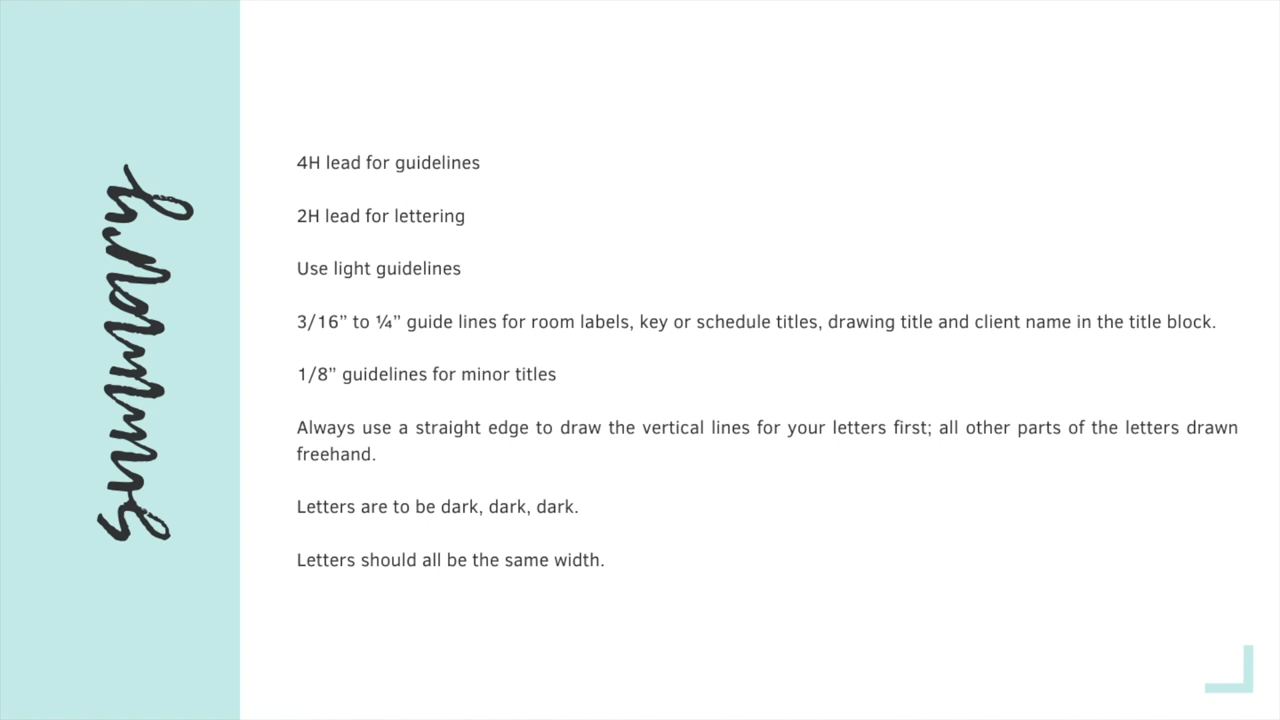 summary
4H lead for guidelines
2H lead for lettering
Use light guidelines
3/16” to ¼” guide lines for room labels, key or schedule titles, drawing title and client name in the title block.
1/8” guidelines for minor titles
Always use a straight edge to draw the vertical lines for your letters first; all other parts of the letters drawn
freehand.
Letters are to be dark, dark, dark.
Letters should all be the same width.